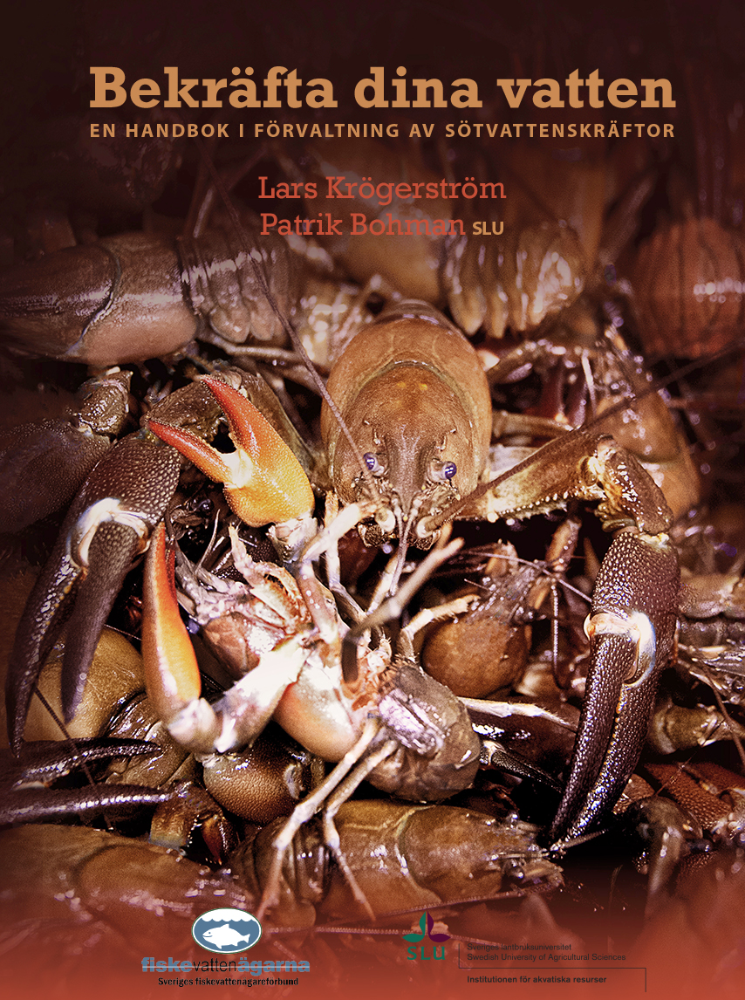 Bekräfta dina vatten
EN HANDBOK I FÖRVALTNING AV SÖTVATTENSKRÄFTOR
Lars Krögerström
Patrik Bohman SLU
fiskevattenägarna
Sveriges fiskevattenägareförbund
SLU
Sveriges lantbruksuniversitet
Swedish University of Agricultural Sciences
Institutionen för akvatiska resurser